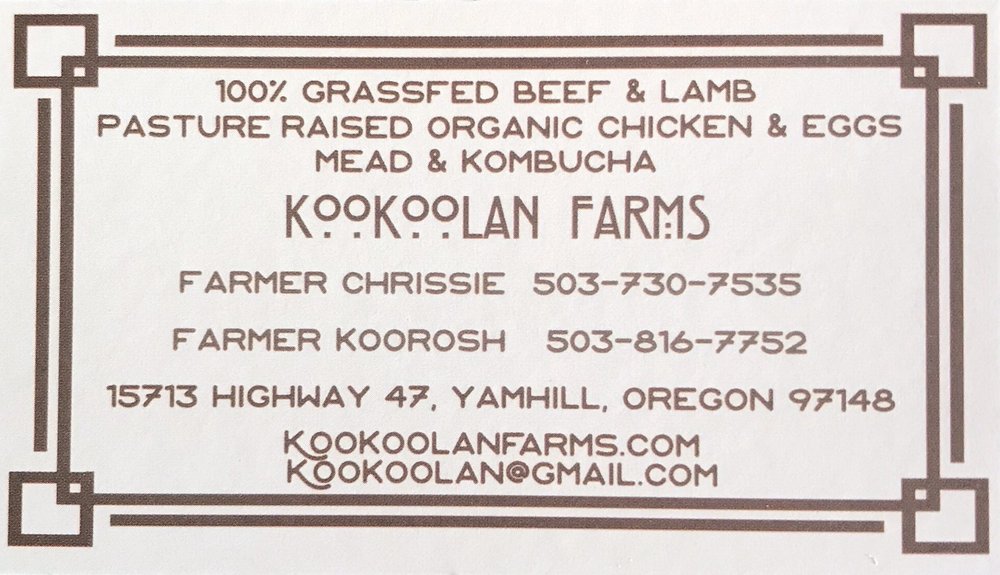 100% GRASSFED BEEF & LAMB
PASTURE RAISED ORGANIC CHICKEN & EGGS
MEAD & KOMBUCHA
KOOKOOLAN FARMS
FARMER CHRISSIE 503-730-7535
FARMER KOOROSH 503-816-7752
15713 HIGHWAY 47, YAMHILL, OREGON 97148
KOOKOOLANFARMS.COM
KOOKOOLAN@GMAIL.COM